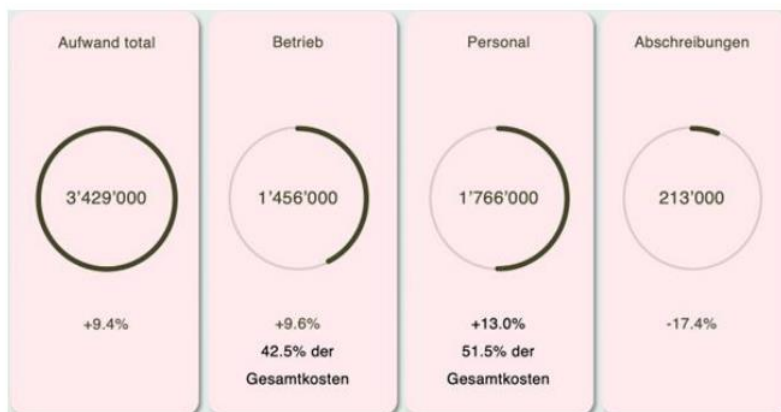 Aufwand total
3'429'000
+9.4%
Betrieb
1'456'000
+9.6%
42.5% der
Gesamtkosten
Personal
1'766'000
+13.0%
51.5% der
Gesamtkosten
Abschreibungen
213'000
-17.4%